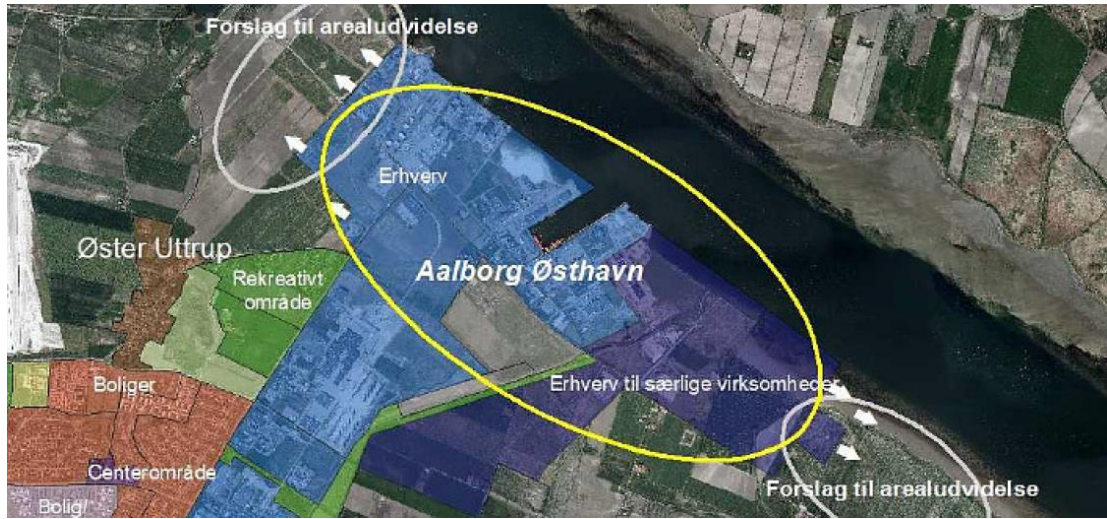 Forslag til arealudvidelse
Erhverv
Øster Uttrup
Rekreativt
område
Aalborg Østhavn
Boliger
Erhverv til særlige virksomheder
Centerområde
Forslag til arealudvidelse
Bolig/